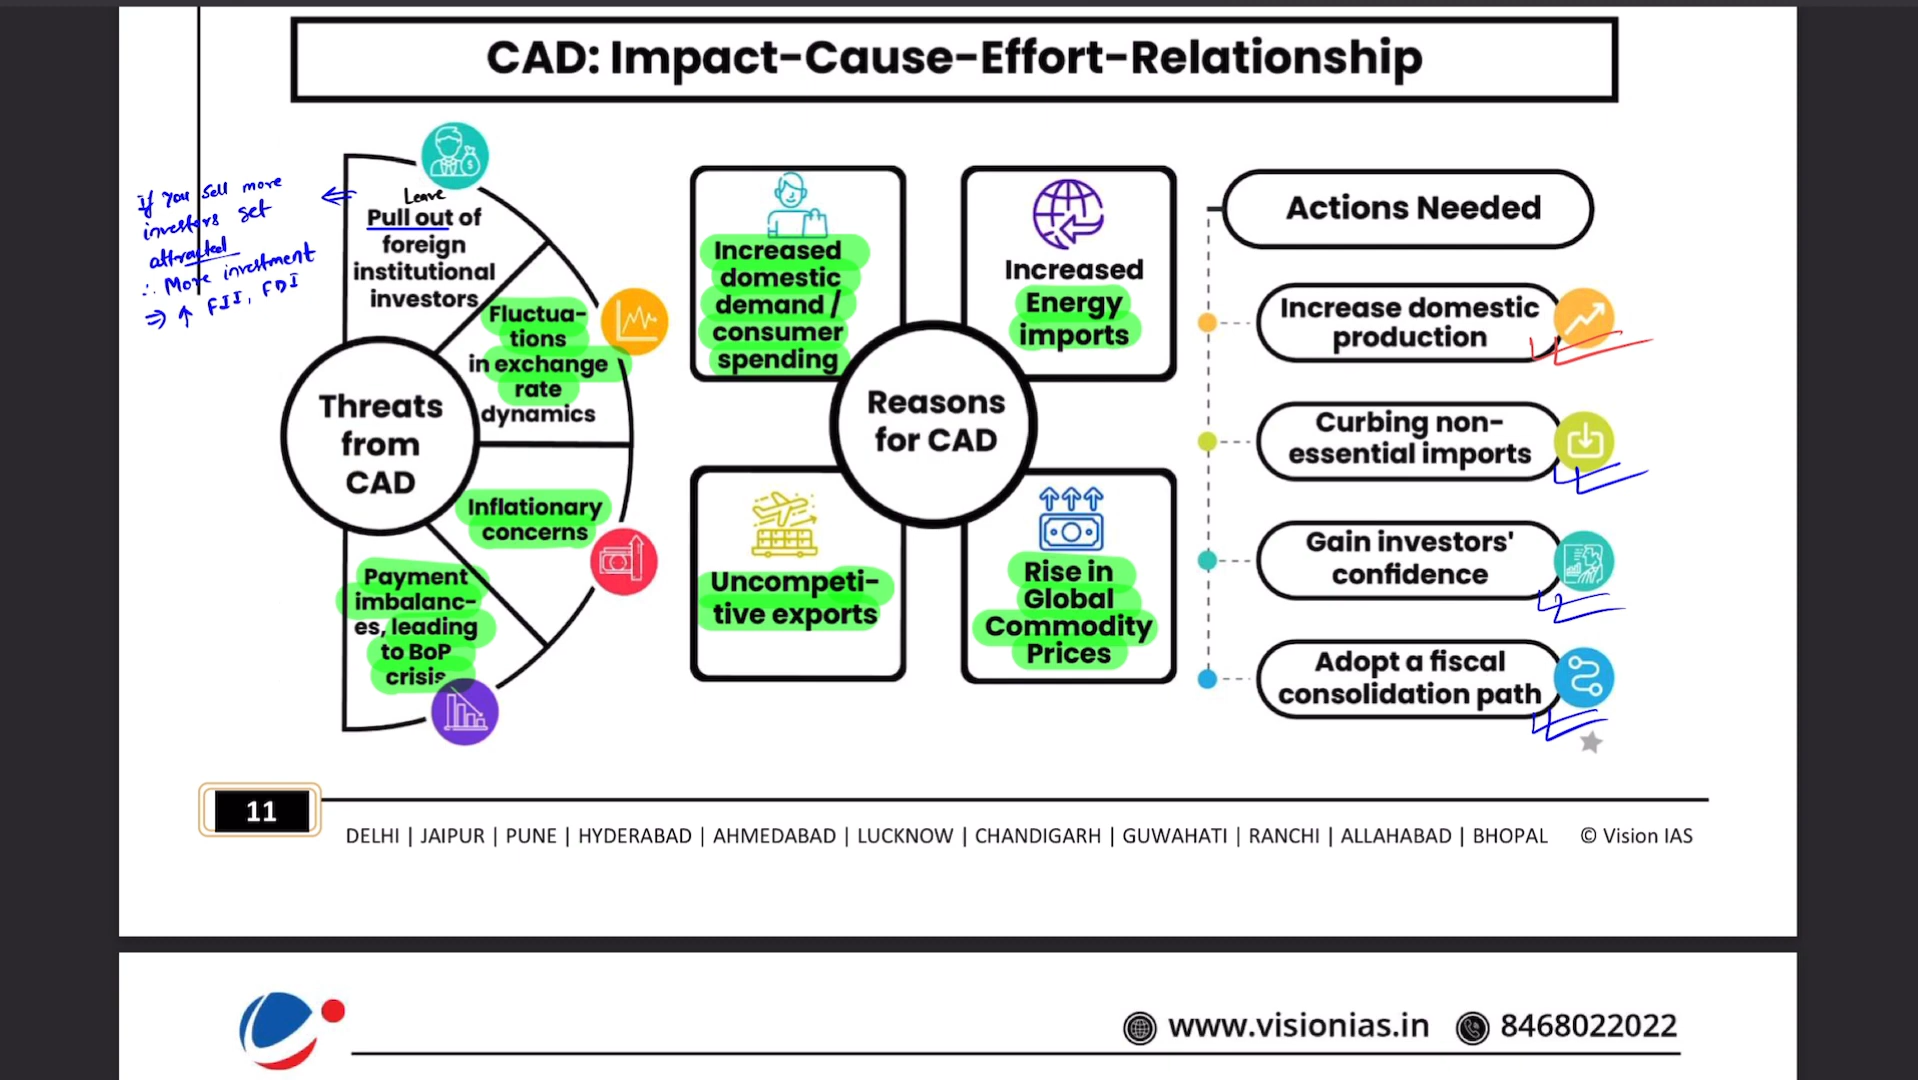 CAD: Impact-Cause-Effort-Relationship
If you sell more
investors get
attracted
∴ More investment
⇒ ↑ FII, FDI
Leave
Pull out of
foreign
institutional
investors
Fluctua-
tions
in exchange
rate
dynamics
Threats
from
CAD
Inflationary
concerns
Payment
imbalanc-
es, leading
to BoP
crisis
Increased
domestic
demand /
consumer
spending
Increased
Energy
imports
Reasons
for CAD
Uncompeti-
tive exports
Rise in
Global
Commodity
Prices
Actions Needed
Increase domestic
production
Curbing non-
essential imports
Gain investors'
confidence
Adopt a fiscal
consolidation path
11
DELHI | JAIPUR | PUNE | HYDERABAD | AHMEDABAD | LUCKNOW | CHANDIGARH | GUWAHATI | RANCHI | ALLAHABAD | BHOPAL © Vision IAS
www.visionias.in 8468022022